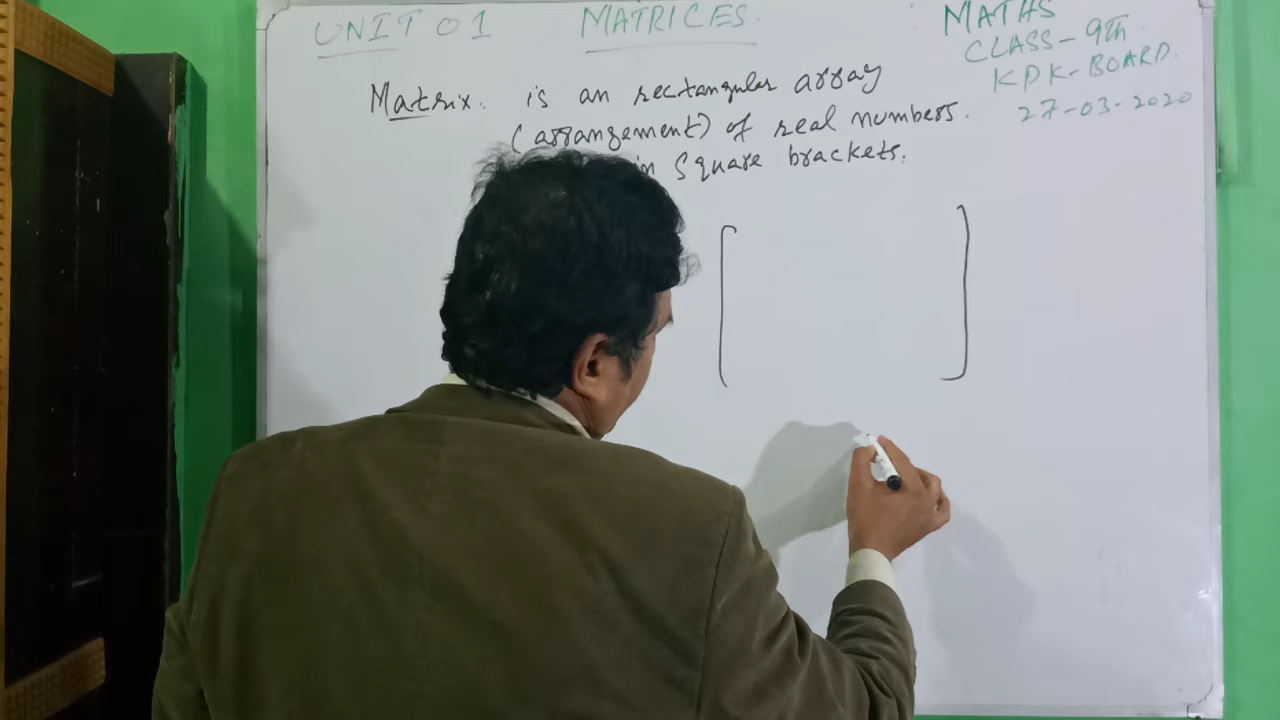 UNIT 01 MATRICES. MATHS
CLASS-9th
KPK-BOARD.
27-03-2020
Matrix. is an rectangular array
(arrangement) of real numbers.
in Square brackets.